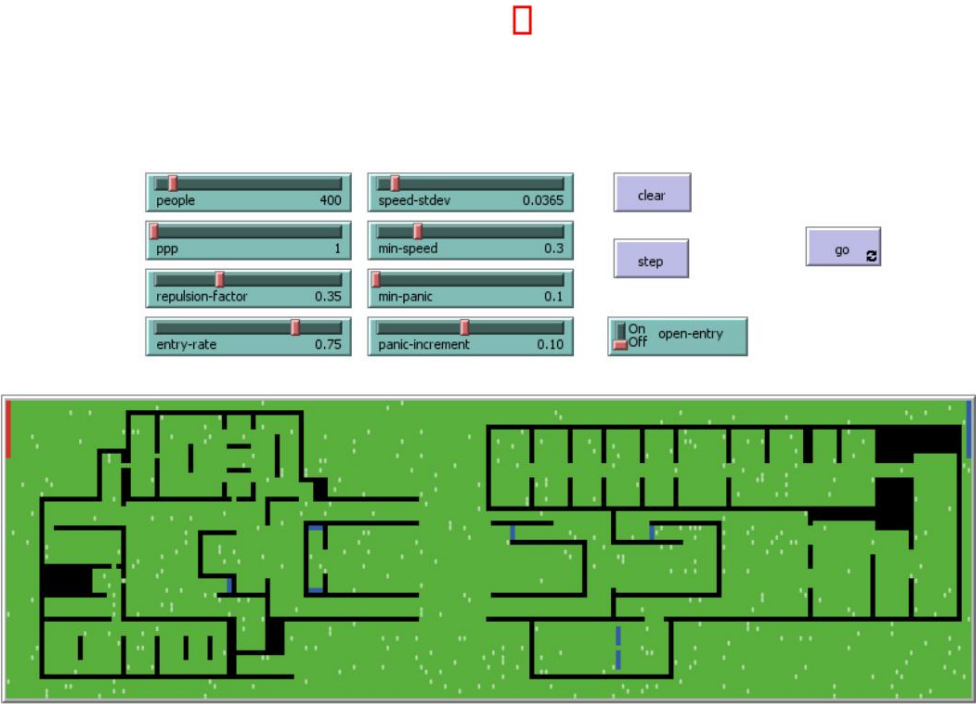 people 400
speed-stdev 0.0365
clear
ppp 1
min-speed 0.3
step
go
repulsion-factor 0.35
min-panic 0.1
entry-rate 0.75
panic-increment 0.10
On
Off
open-entry